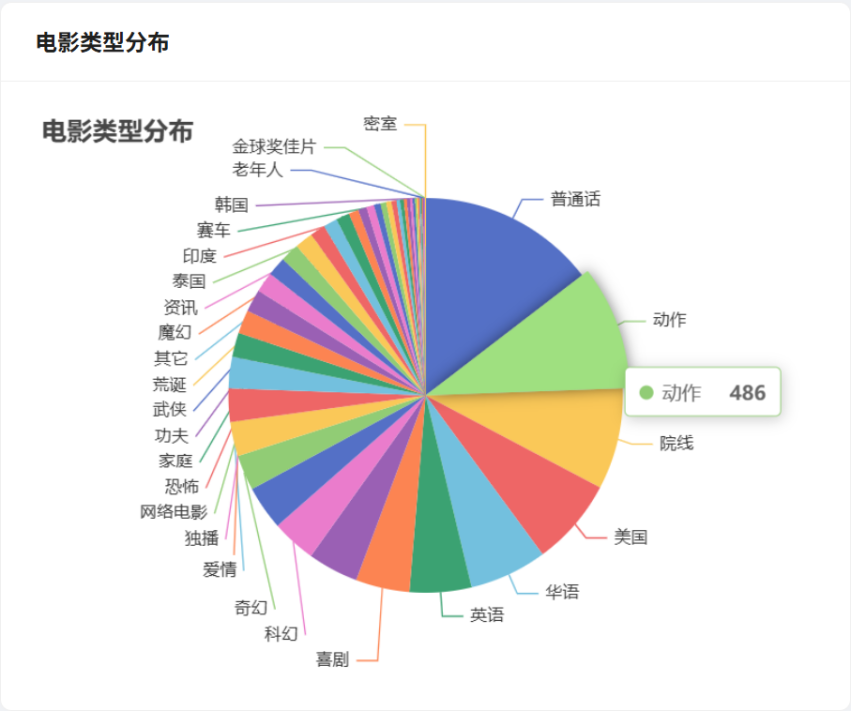 电影类型分布
电影类型分布
密室
金球奖佳片
老年人
韩国
普通话
赛车
印度
泰国
资讯
动作
魔幻
其它
荒诞
动作 486
武侠
功夫
院线
家庭
恐怖
网络电影
独播
美国
爱情
华语
奇幻
英语
科幻
喜剧